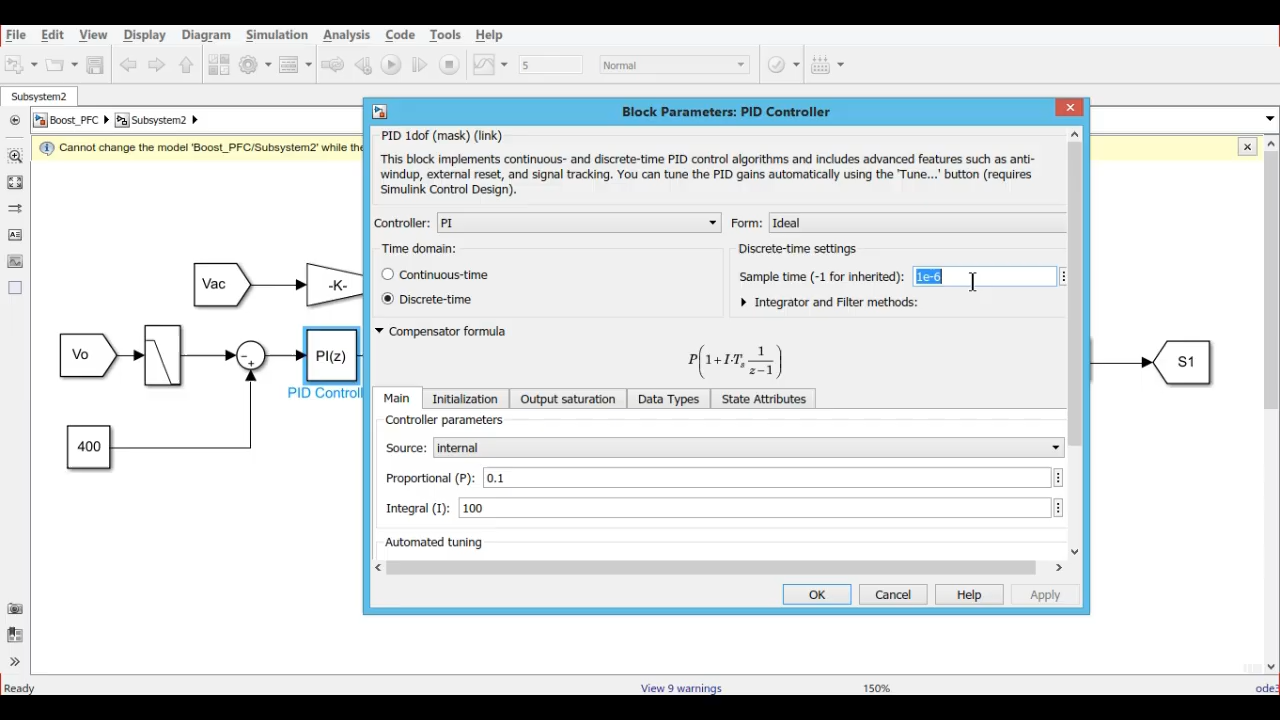 File Edit View Display Diagram Simulation Analysis Code Tools Help
5 Normal
Subsystem2
Boost_PFC Subsystem2
Cannot change the model 'Boost_PFC/Subsystem2' while the
Vac
-K-
Vo
PI(z)
PID Controll
400
S1
Block Parameters: PID Controller
PID 1dof (mask) (link)
This block implements continuous- and discrete-time PID control algorithms and includes advanced features such as anti-
windup, external reset, and signal tracking. You can tune the PID gains automatically using the 'Tune...' button (requires
Simulink Control Design).
Controller: PI Form: Ideal
Time domain: Discrete-time settings
Continuous-time Sample time (-1 for inherited): 1e-6
Discrete-time Integrator and Filter methods:
Compensator formula
P(1+I·Ts 1/(z−1))
Main Initialization Output saturation Data Types State Attributes
Controller parameters
Source: internal
Proportional (P): 0.1
Integral (I): 100
Automated tuning
OK Cancel Help Apply
Ready View 9 warnings 150% ode3